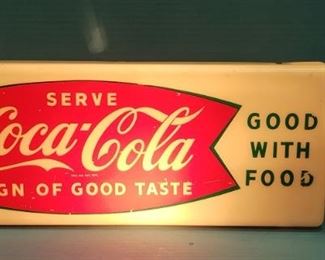 SERVE
Coca-Cola
GN OF GOOD TASTE
GOOD
WITH
FOOD